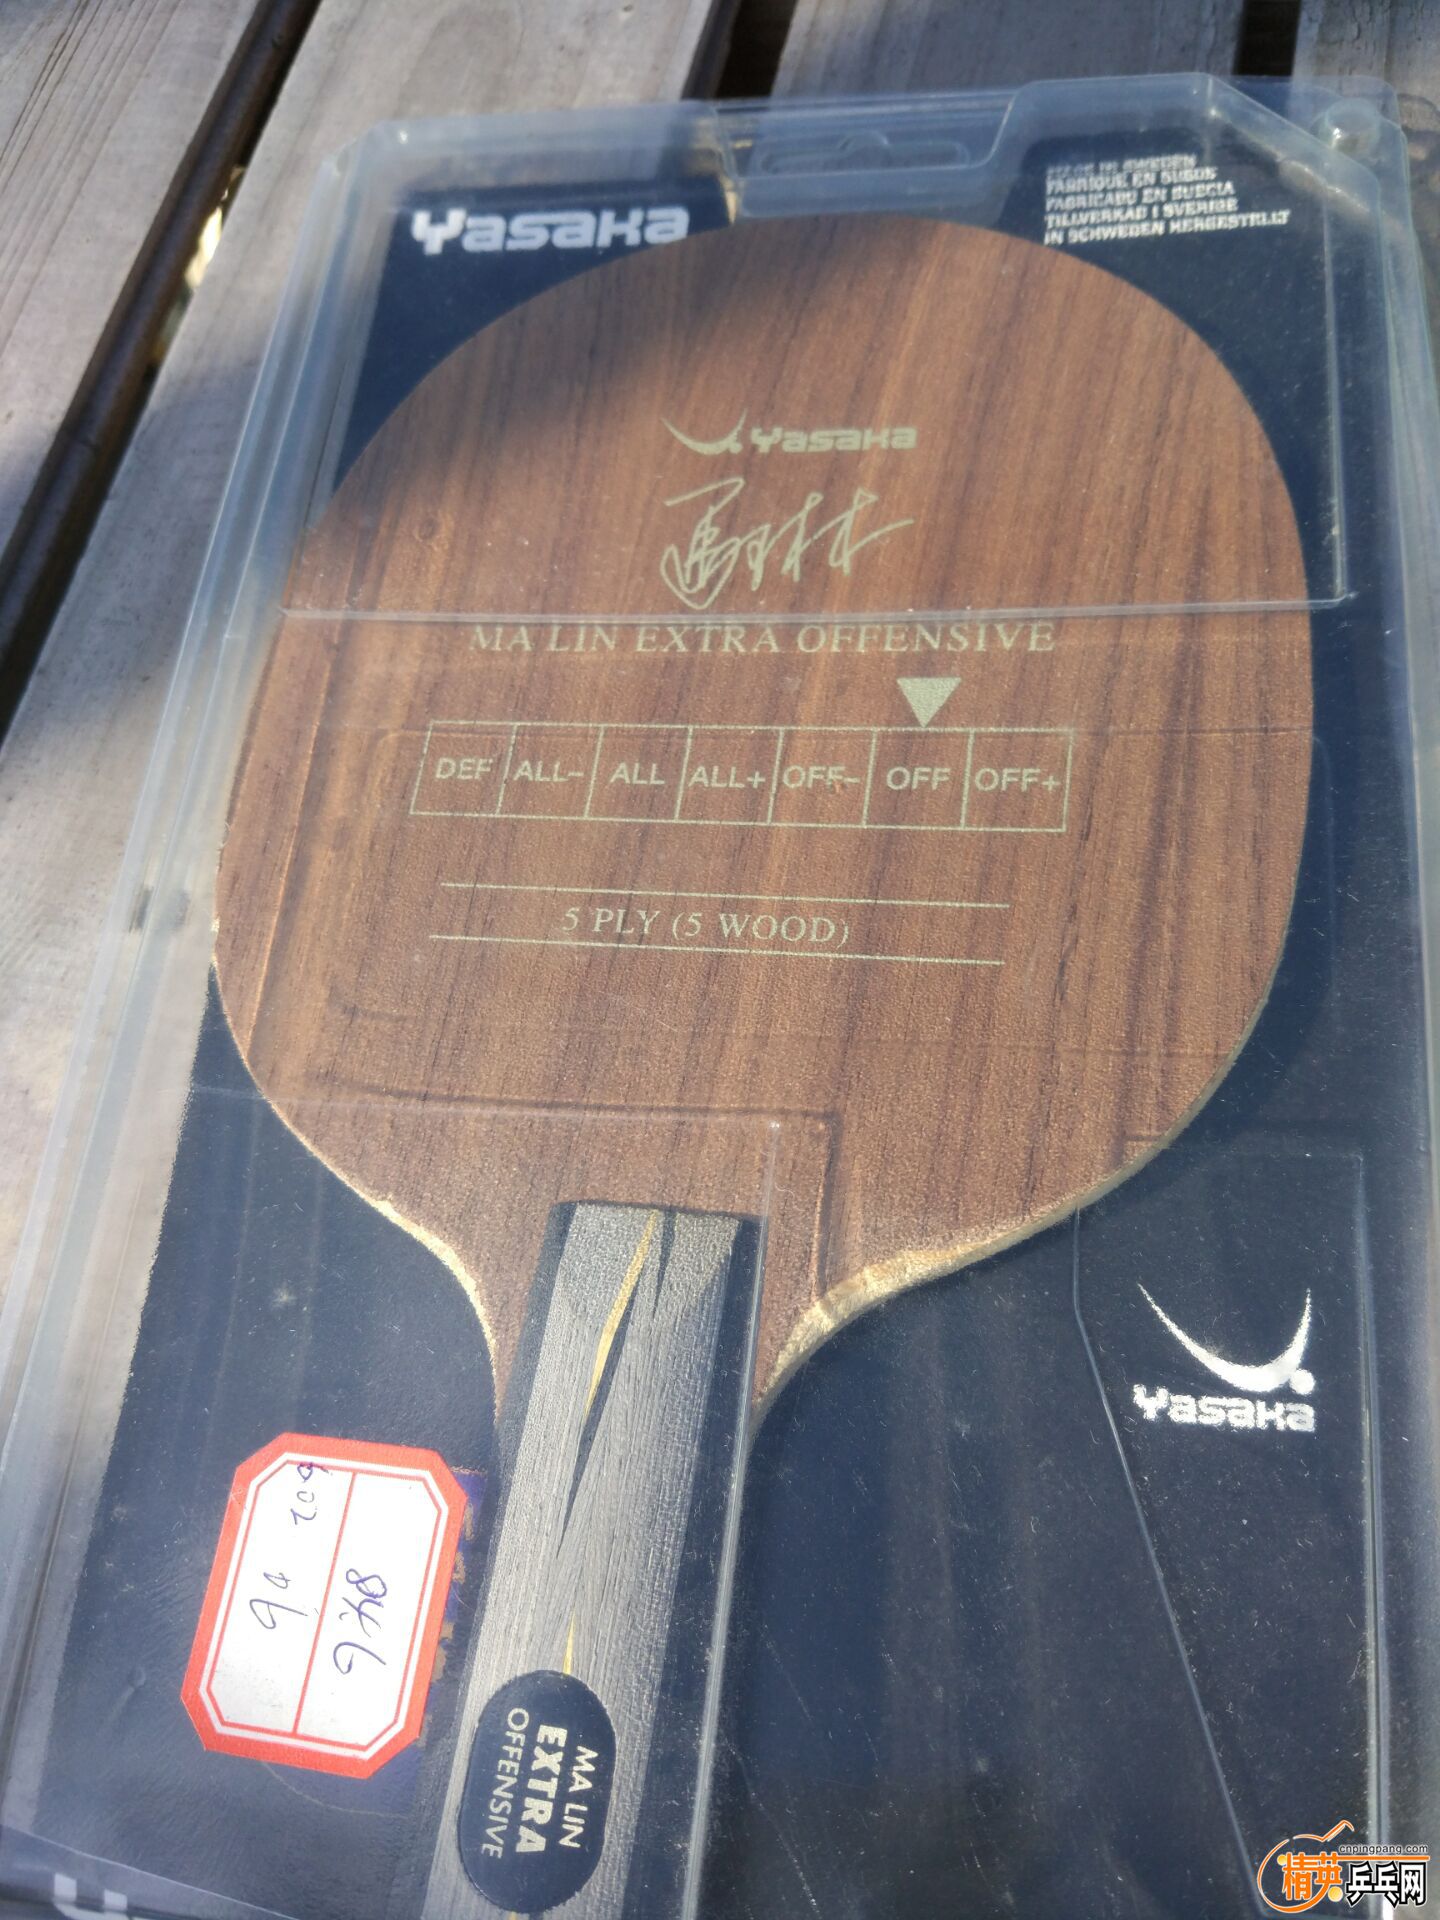 Yasaka
MADE IN SWEDEN
FABRIQUE EN SUEDE
FABRICADO EN SUECIA
TILLVERKAD I SVERIGE
IN SCHWEDEN HERGESTELLT
Yasaka
马琳
MA LIN EXTRA OFFENSIVE
DEF ALL- ALL ALL+ OFF- OFF OFF+
5 PLY (5 WOOD)
Yasaka
MA LIN
EXTRA
OFFENSIVE
cnpingpang.com
精英乒乓网